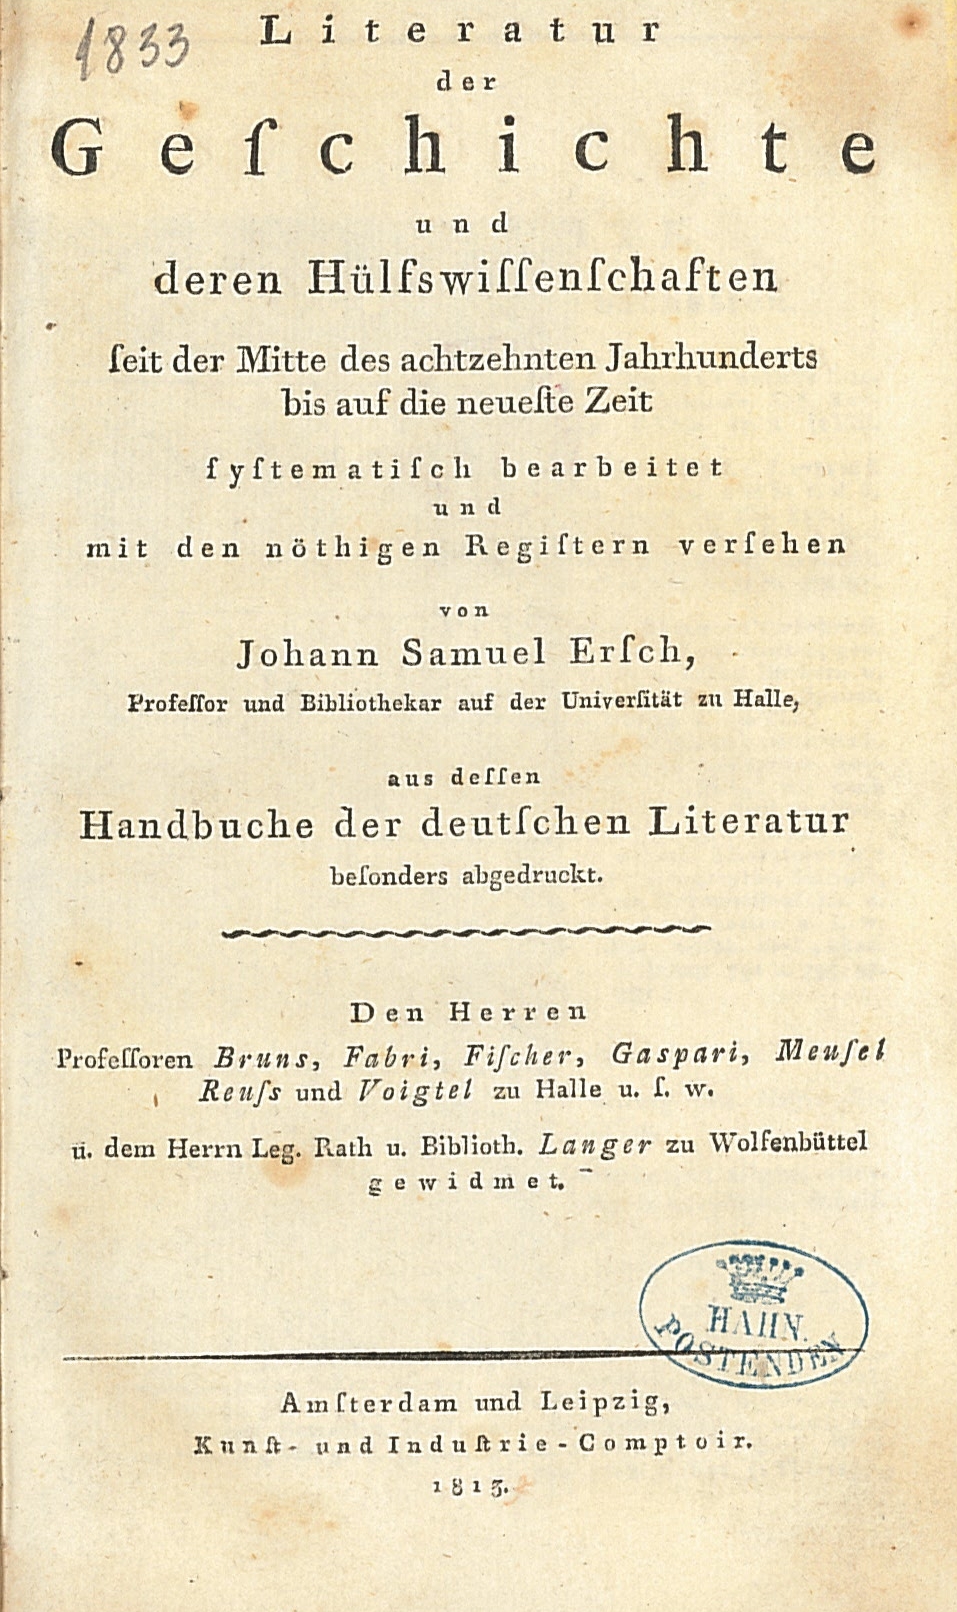 1833
Literatur
der
Geſchichte
und
deren Hülfswiſſenſchaften
ſeit der Mitte des achtzehnten Jahrhunderts
bis auf die neueſte Zeit
ſyſtematiſch bearbeitet
und
mit den nöthigen Regiſtern verſehen
von
Johann Samuel Erſch,
Profeſſor und Bibliothekar auf der Univerſität zu Halle,
aus deſſen
Handbuche der deutſchen Literatur
beſonders abgedruckt.
Den Herren
Profeſſoren Bruns, Fabri, Fiſcher, Gaspari, Meuſel
Reuſs und Voigtel zu Halle u. ſ. w.
u. dem Herrn Leg. Rath u. Biblioth. Langer zu Wolfenbüttel
gewidmet.
HAHN.
POSTENDEN
Amſterdam und Leipzig,
Kunſt- und Induſtrie-Comptoir.
1813.